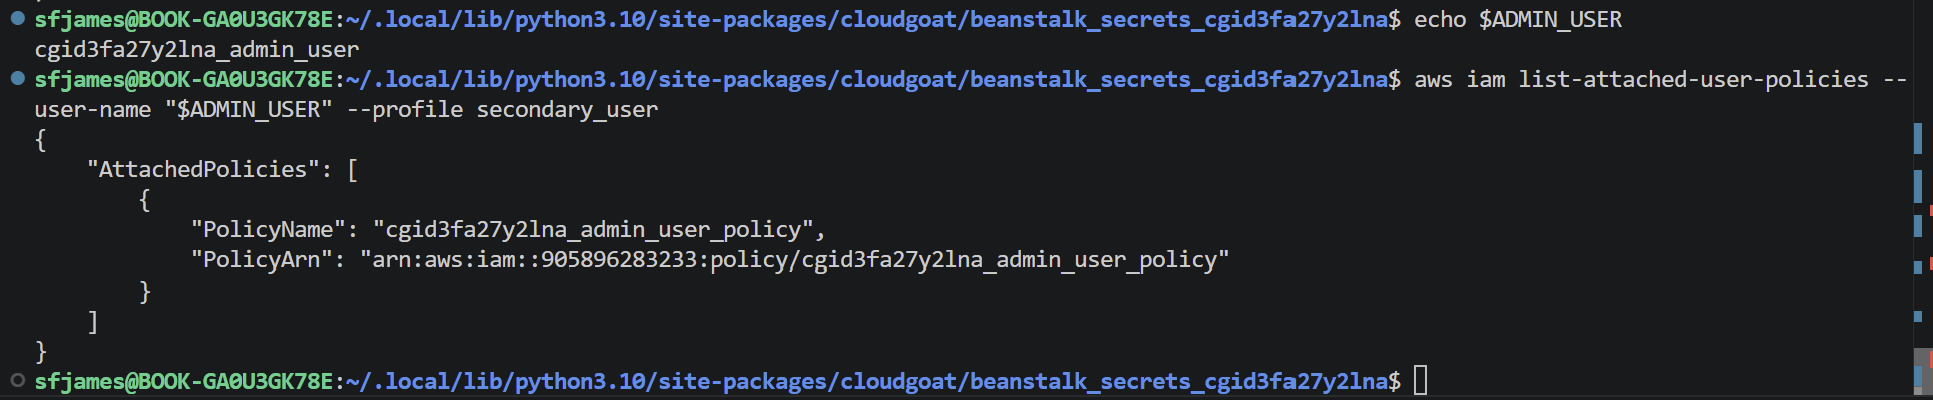 sfjames@BOOK-GA0U3GK78E:~/.local/lib/python3.10/site-packages/cloudgoat/beanstalk_secrets_cgid3fa27y2lna$ echo $ADMIN_USER
cgid3fa27y2lna_admin_user
sfjames@BOOK-GA0U3GK78E:~/.local/lib/python3.10/site-packages/cloudgoat/beanstalk_secrets_cgid3fa27y2lna$ aws iam list-attached-user-policies --
user-name "$ADMIN_USER" --profile secondary_user
{
    "AttachedPolicies": [
        {
            "PolicyName": "cgid3fa27y2lna_admin_user_policy",
            "PolicyArn": "arn:aws:iam::905896283233:policy/cgid3fa27y2lna_admin_user_policy"
        }
    ]
}
sfjames@BOOK-GA0U3GK78E:~/.local/lib/python3.10/site-packages/cloudgoat/beanstalk_secrets_cgid3fa27y2lna$